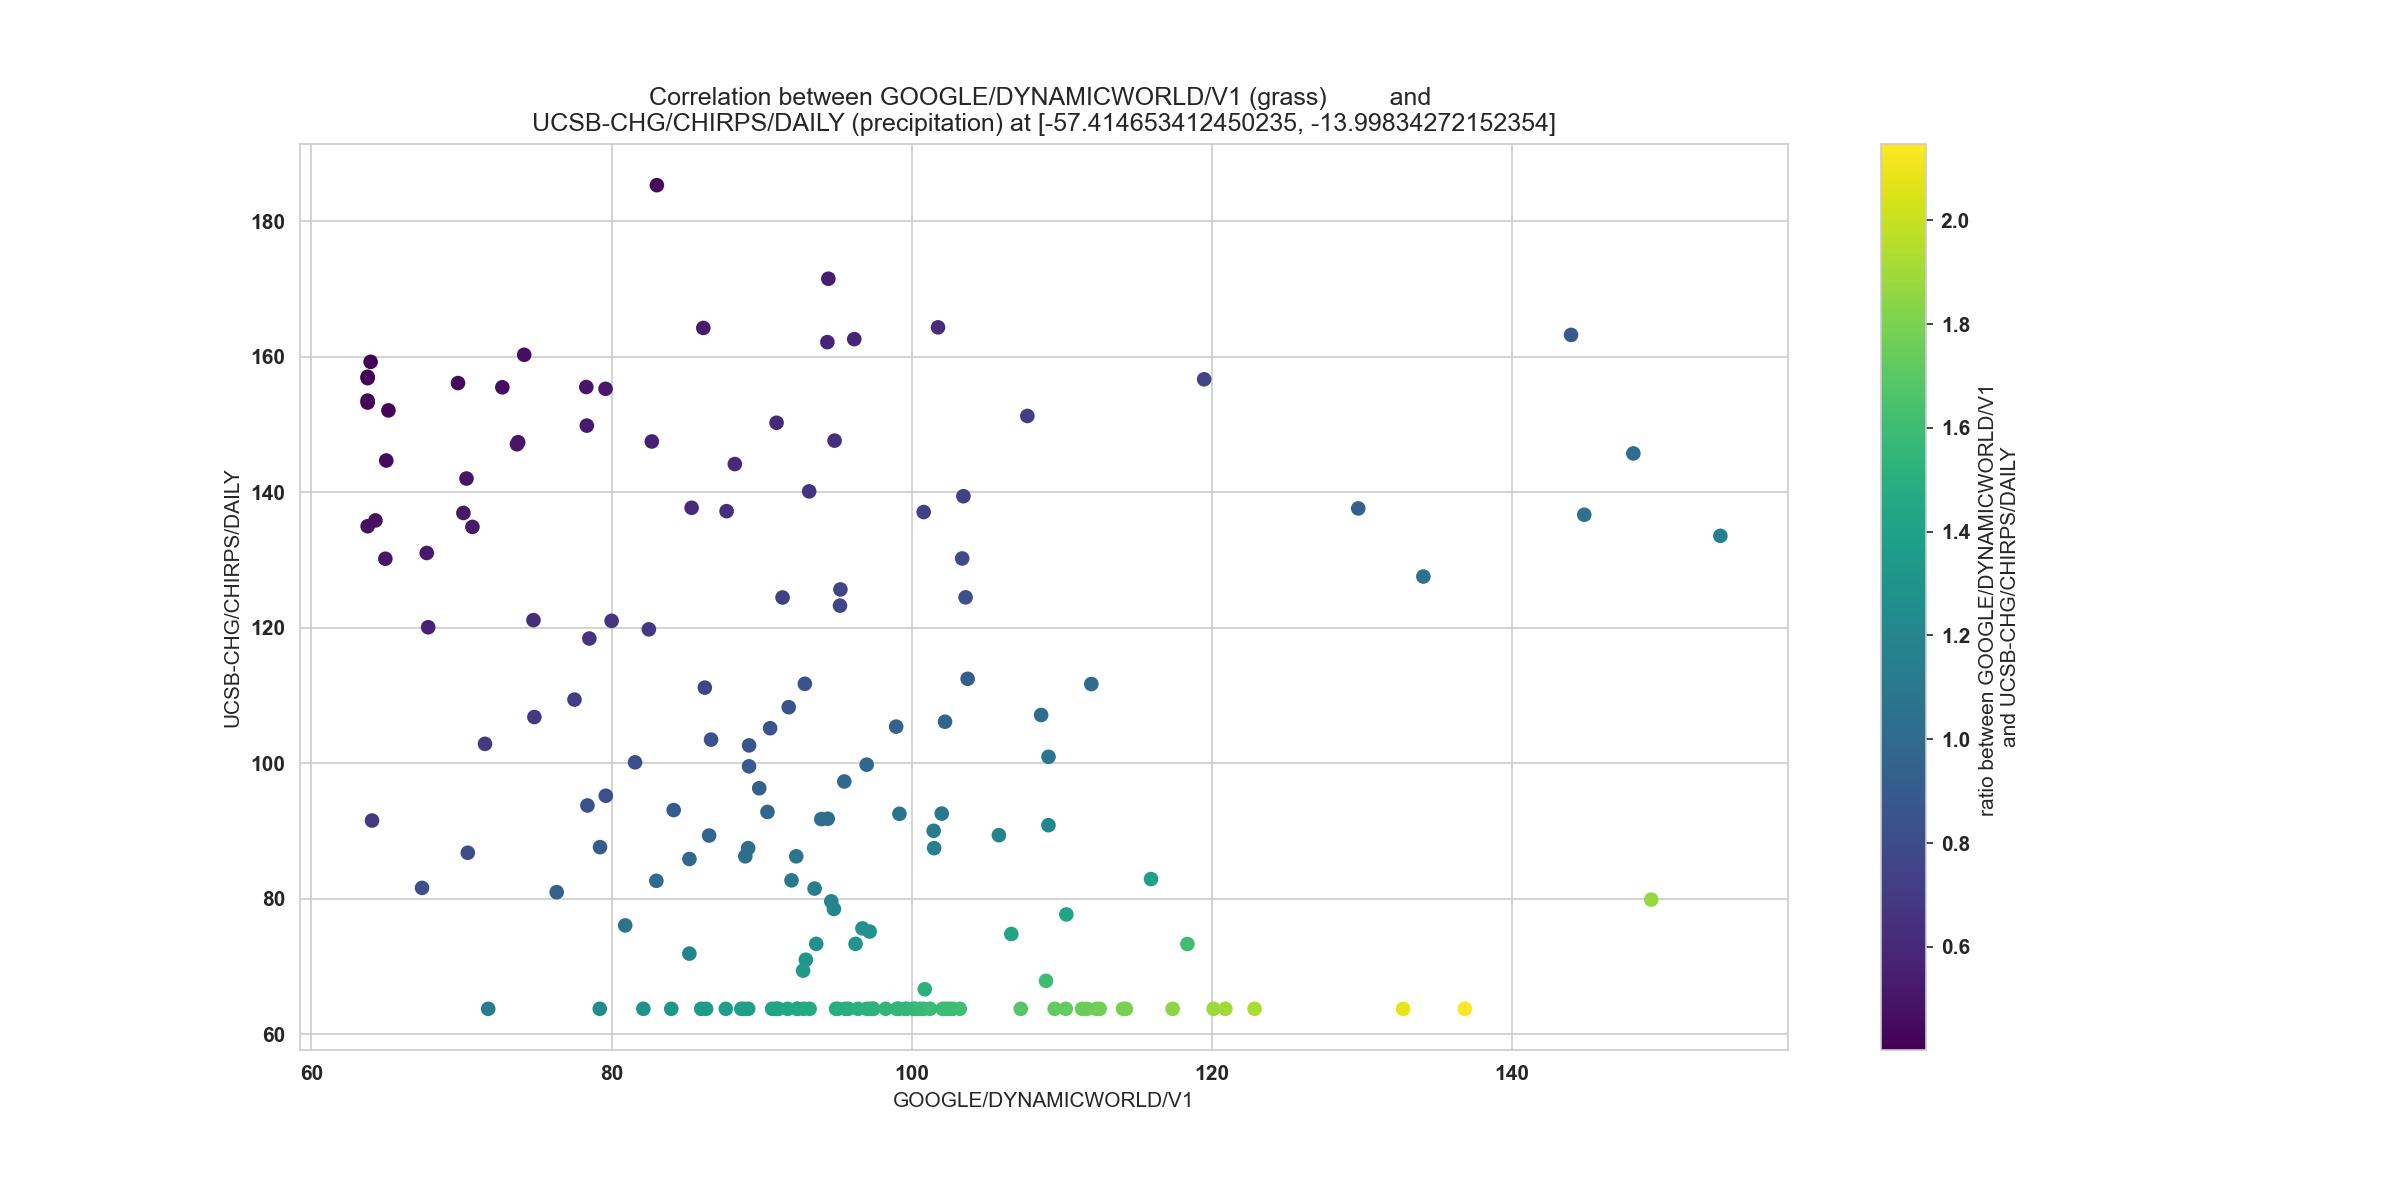 Correlation between GOOGLE/DYNAMICWORLD/V1 (grass) and
UCSB-CHG/CHIRPS/DAILY (precipitation) at [-57.414653412450235, -13.99834272152354]
UCSB-CHG/CHIRPS/DAILY
180
160
140
120
100
80
60
60 80 100 120 140
GOOGLE/DYNAMICWORLD/V1
2.0
1.8
1.6
1.4
1.2
1.0
0.8
0.6
ratio between GOOGLE/DYNAMICWORLD/V1
and UCSB-CHG/CHIRPS/DAILY